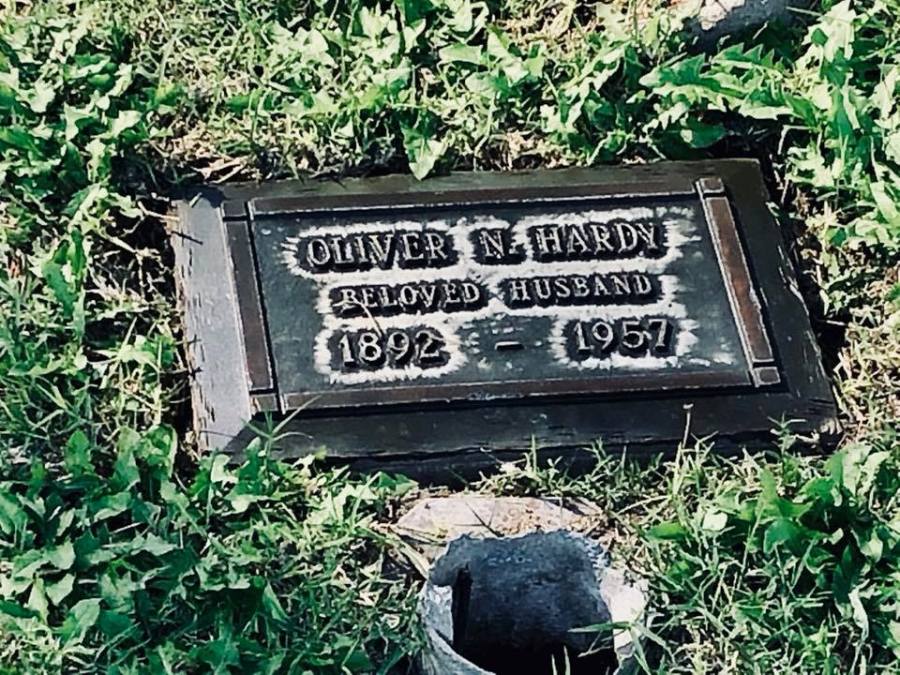 OLIVER N. HARDY
BELOVED HUSBAND
1892 – 1957